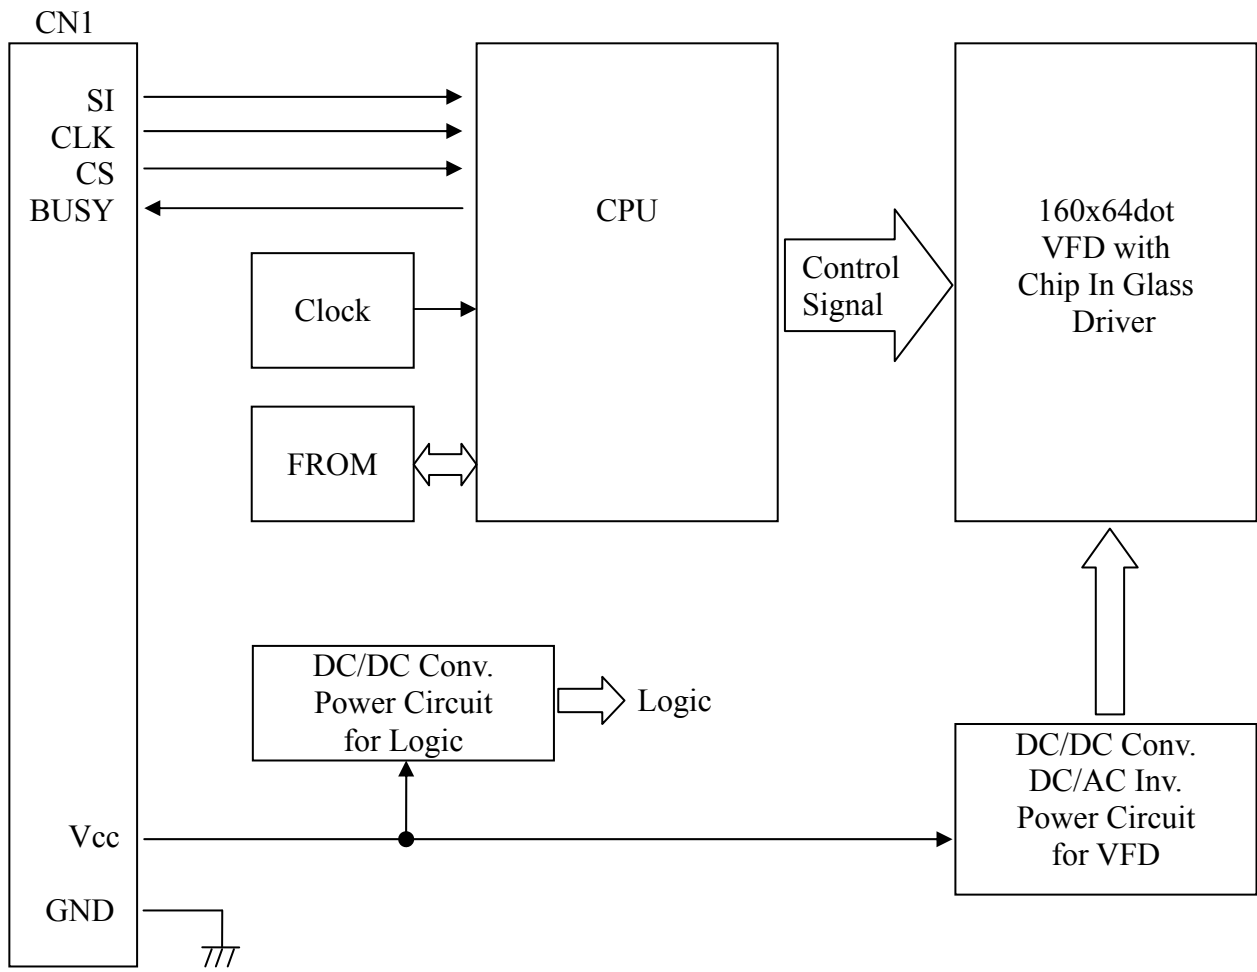 CN1
SI
CLK
CS
BUSY
CPU
160x64dot
VFD with
Chip In Glass
Driver
Control
Signal
Clock
FROM
DC/DC Conv.
Power Circuit
for Logic
Logic
DC/DC Conv.
DC/AC Inv.
Power Circuit
for VFD
Vcc
GND